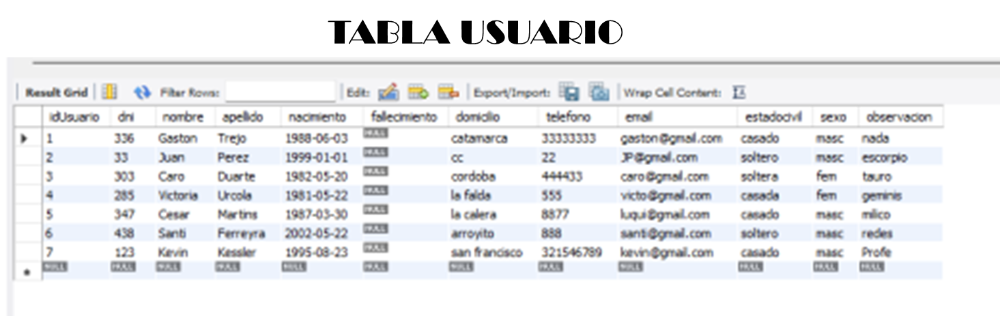 TABLA USUARIO
Result Grid Filter Rows: Edit: Export/Import: Wrap Cell Content:
idUsuario dni nombre apellido nacimiento fallecimiento domicilio telefono email estadocivil sexo observacion
1 336 Gaston Trejo 1988-06-03 NULL catamarca 33333333 gaston@gmail.com casado masc nada
2 33 Juan Perez 1999-01-01 NULL cc 22 JP@gmail.com soltero masc escorpio
3 303 Caro Duarte 1982-05-20 NULL cordoba 444433 caro@gmail.com soltera fem tauro
4 285 Victoria Urcola 1981-05-22 NULL la falda 555 victo@gmail.com casada fem geminis
5 347 Cesar Martins 1987-03-30 NULL la calera 8877 luqui@gmail.com casado masc milico
6 438 Santi Ferreyra 2002-05-22 NULL arroyito 888 santi@gmail.com soltero masc redes
7 123 Kevin Kessler 1995-08-23 NULL san francisco 321546789 kevin@gmail.com casado masc Profe
NULL NULL NULL NULL NULL NULL NULL NULL NULL NULL NULL NULL